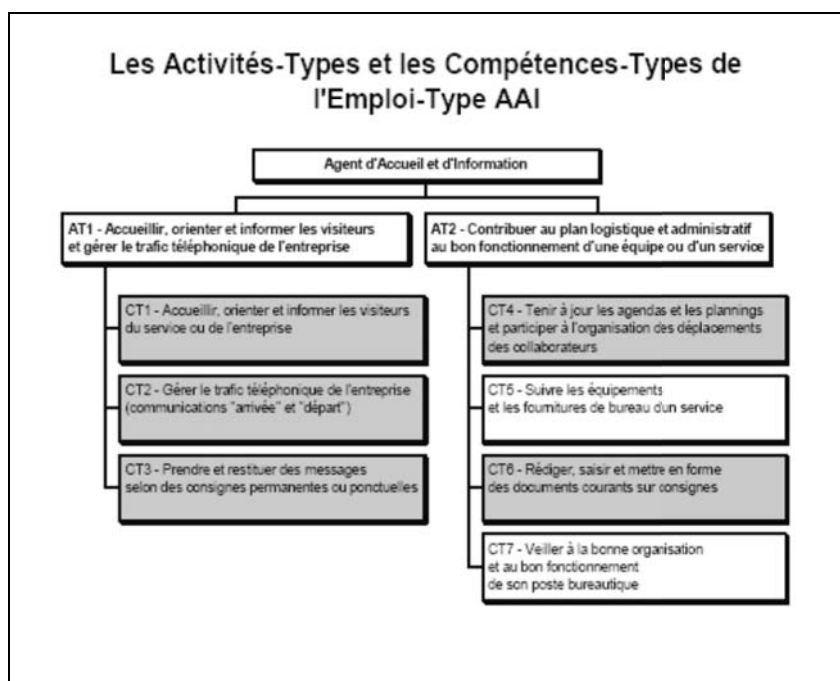 Les Activités-Types et les Compétences-Types de
l'Emploi-Type AAI
Agent d'Accueil et d'Information
AT1 - Accueillir, orienter et informer les visiteurs
et gérer le trafic téléphonique de l'entreprise
CT1 - Accueillir, orienter et informer les visiteurs
du service ou de l'entreprise
CT2 - Gérer le trafic téléphonique de l'entreprise
(communications "arrivée" et "départ")
CT3 - Prendre et restituer des messages
selon des consignes permanentes ou ponctuelles
AT2 - Contribuer au plan logistique et administratif
au bon fonctionnement d'une équipe ou d'un service
CT4 - Tenir à jour les agendas et les plannings
et participer à l'organisation des déplacements
des collaborateurs
CT5 - Suivre les équipements
et les fournitures de bureau d'un service
CT6 - Rédiger, saisir et mettre en forme
des documents courants sur consignes
CT7 - Veiller à la bonne organisation
et au bon fonctionnement
de son poste bureautique